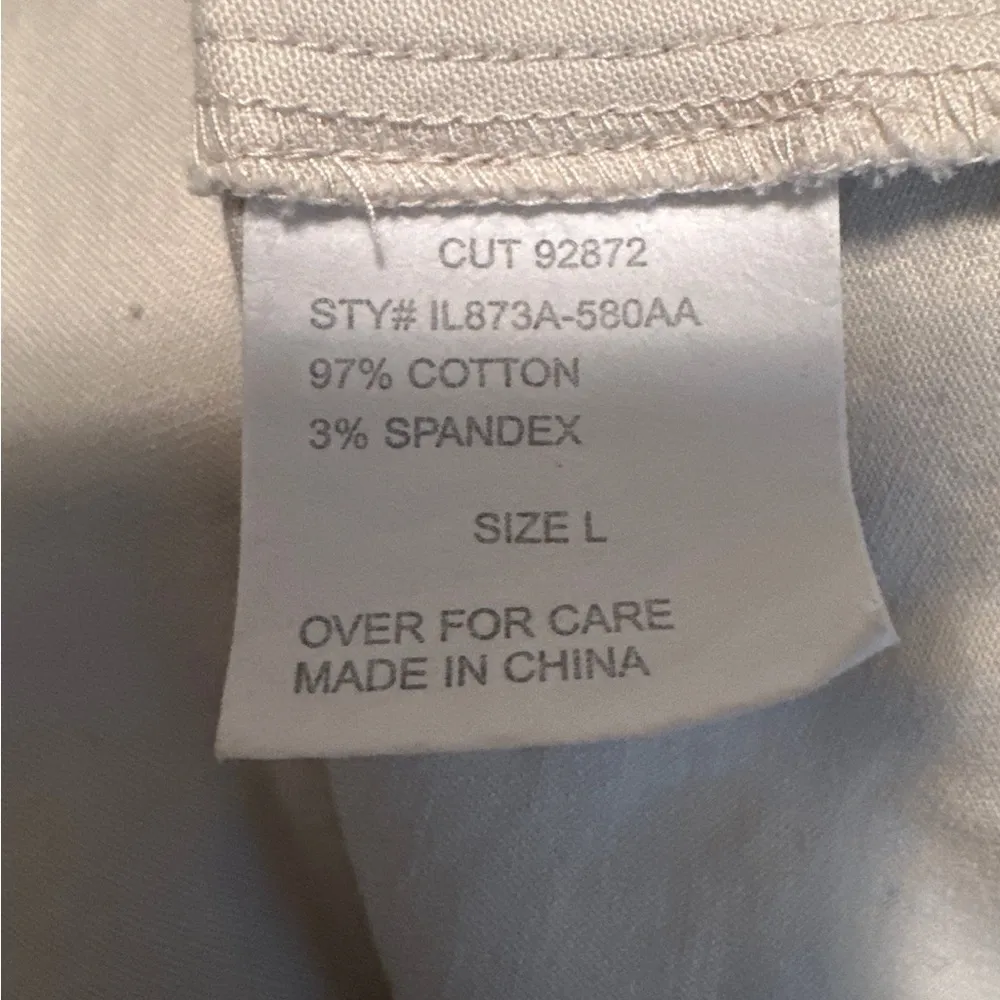 CUT 92872
STY# IL873A-580AA
97% COTTON
3% SPANDEX
SIZE L
OVER FOR CARE
MADE IN CHINA